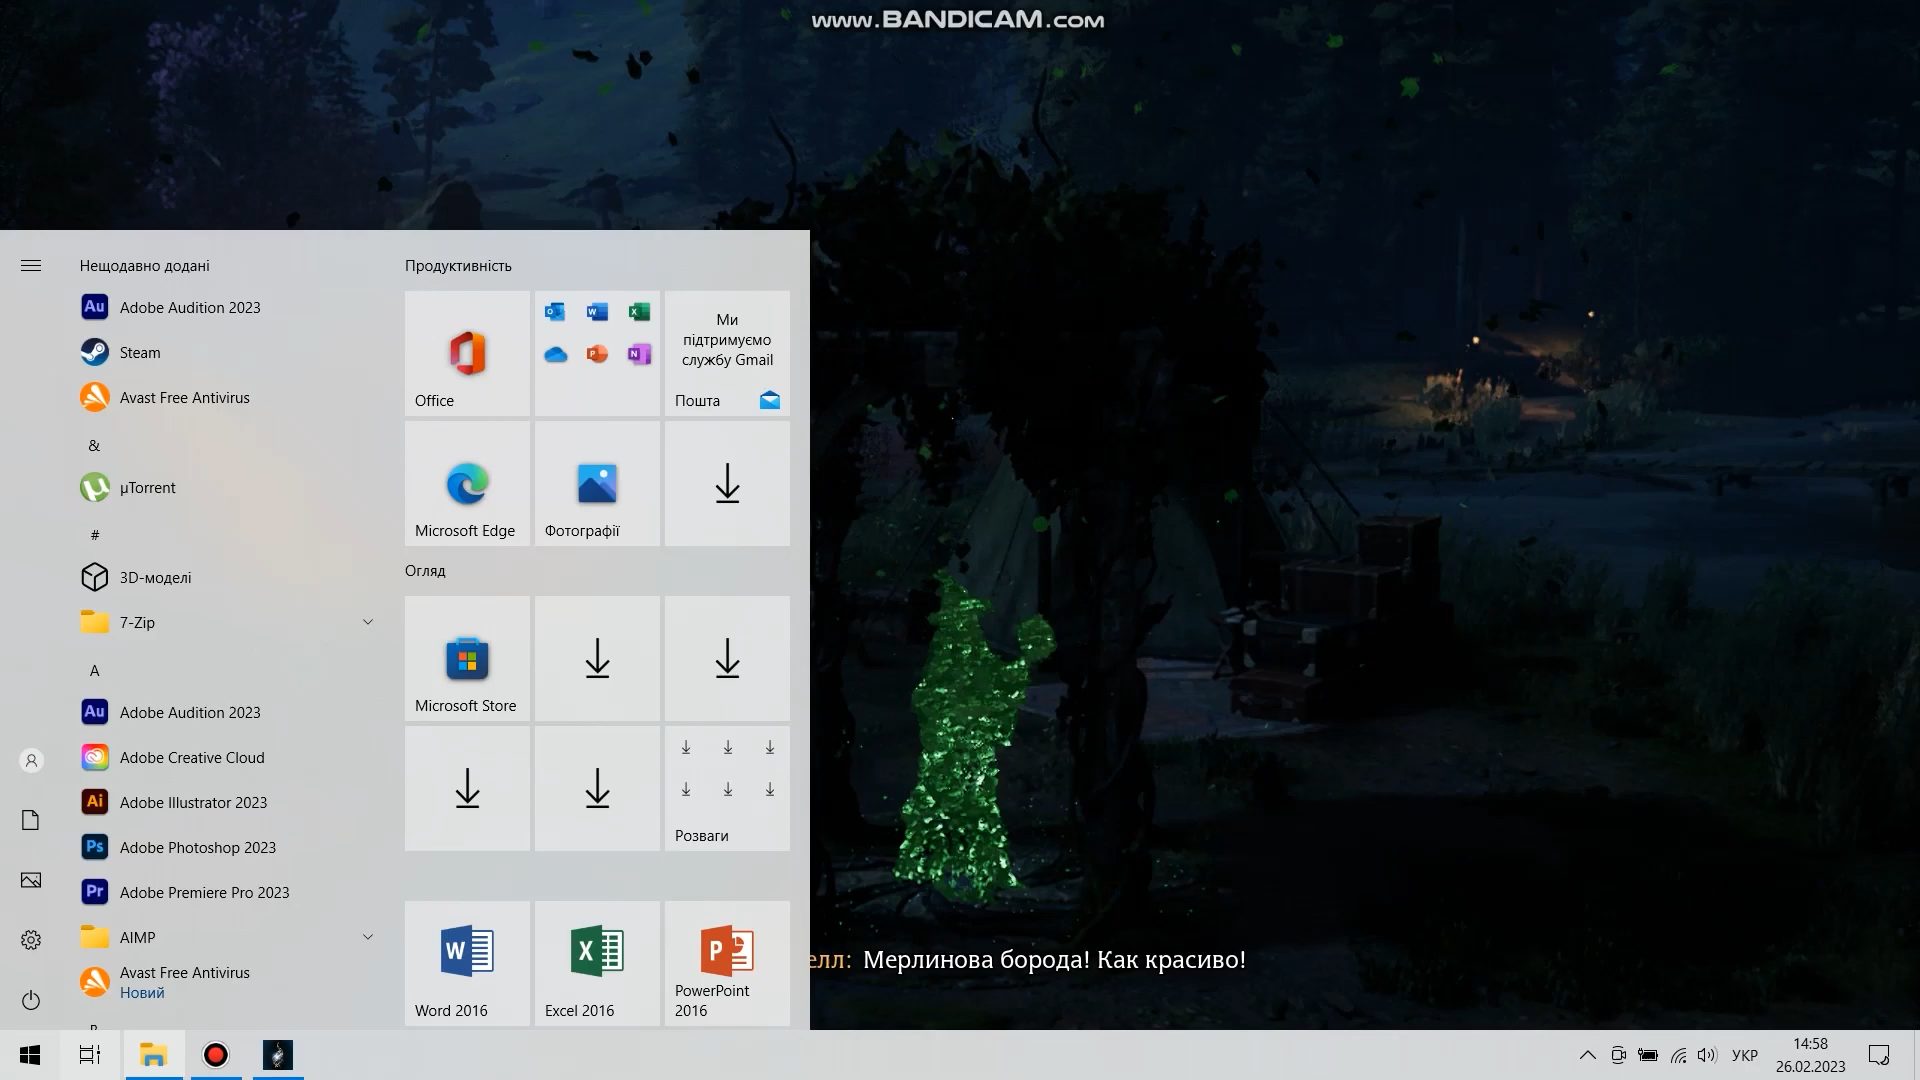 www.BANDICAM.com
Нещодавно додані
Adobe Audition 2023
Steam
Avast Free Antivirus
&
µTorrent
#
3D-моделі
7-Zip
A
Adobe Audition 2023
Adobe Creative Cloud
Adobe Illustrator 2023
Adobe Photoshop 2023
Adobe Premiere Pro 2023
AIMP
Avast Free Antivirus
Новий
Продуктивність
Office
Ми
підтримуємо
службу Gmail
Пошта
Microsoft Edge
Фотографії
Огляд
Microsoft Store
Розваги
Word 2016
Excel 2016
PowerPoint
2016
елл: Мерлинова борода! Как красиво!
УКР
14:58
26.02.2023